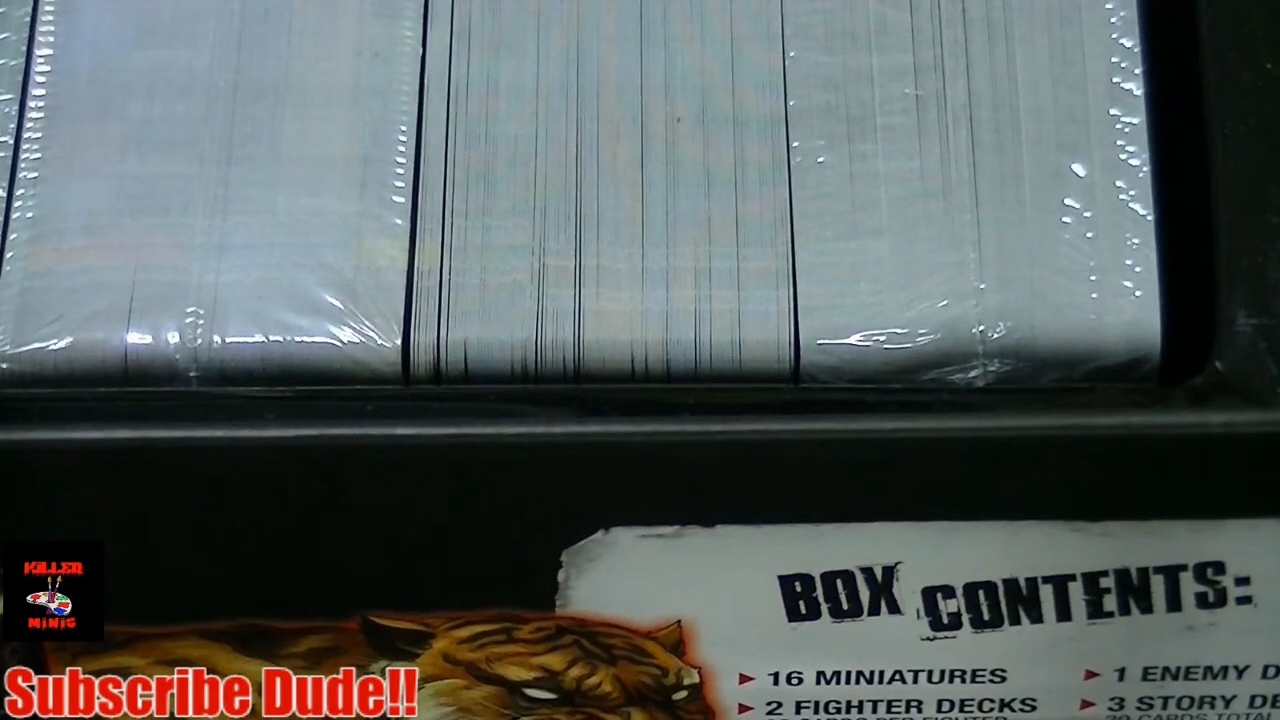 KILLER
MINIS
Subscribe Dude!!
BOX CONTENTS:
16 MINIATURES
2 FIGHTER DECKS
1 ENEMY D
3 STORY DE